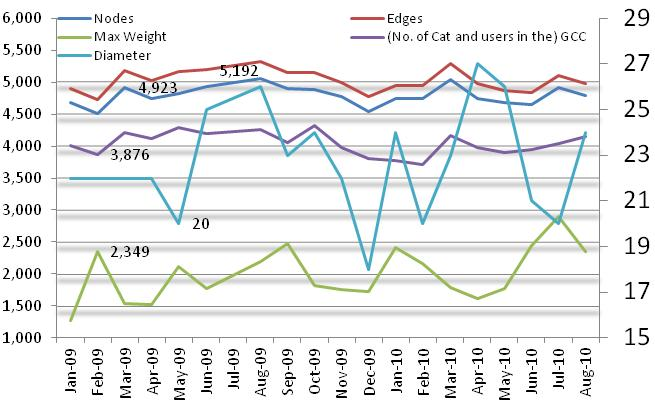 Nodes
Edges
Max Weight
(No. of Cat and users in the) GCC
Diameter
6,000
5,500
5,000
4,500
4,000
3,500
3,000
2,500
2,000
1,500
1,000
29
27
25
23
21
19
17
15
4,923
5,192
3,876
20
2,349
Jan-09
Feb-09
Mar-09
Apr-09
May-09
Jun-09
Jul-09
Aug-09
Sep-09
Oct-09
Nov-09
Dec-09
Jan-10
Feb-10
Mar-10
Apr-10
May-10
Jun-10
Jul-10
Aug-10